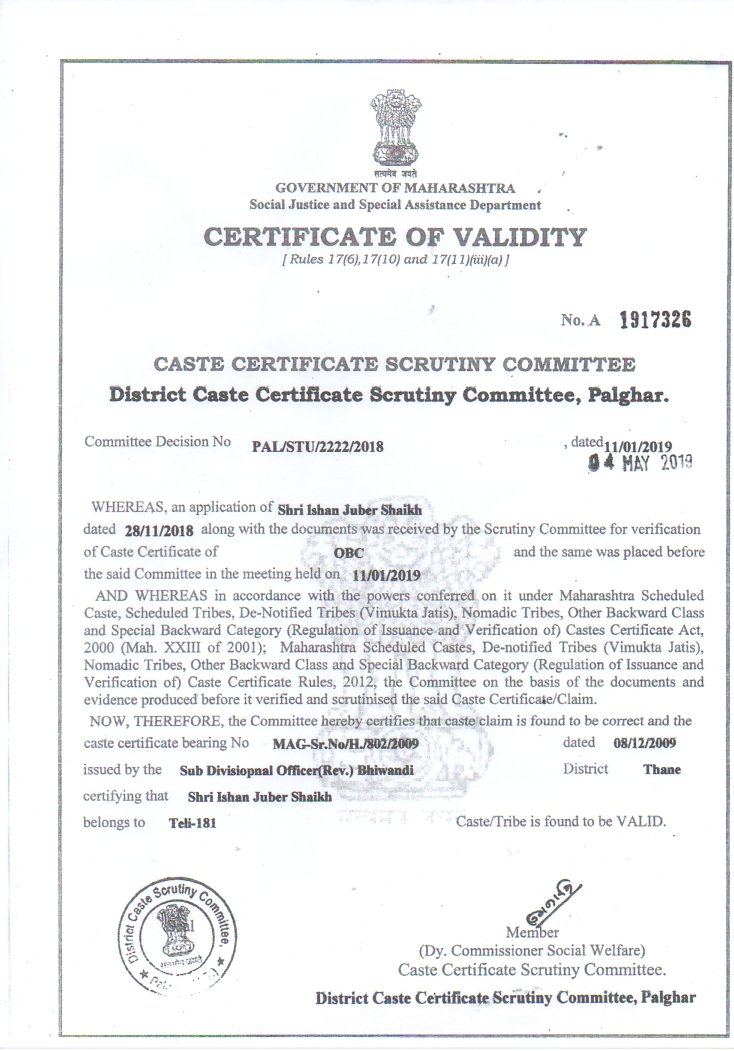 सत्यमेव जयते
GOVERNMENT OF MAHARASHTRA
Social Justice and Special Assistance Department
CERTIFICATE OF VALIDITY
[ Rules 17(6),17(10) and 17(11)(iii)(a) ]
No. A 1917326
CASTE CERTIFICATE SCRUTINY COMMITTEE
District Caste Certificate Scrutiny Committee, Palghar.
Committee Decision No PAL/STU/2222/2018 , dated 11/01/2019
04 MAY 2019
WHEREAS, an application of Shri Ishan Juber Shaikh
dated 28/11/2018 along with the documents was received by the Scrutiny Committee for verification
of Caste Certificate of OBC and the same was placed before
the said Committee in the meeting held on 11/01/2019
AND WHEREAS in accordance with the powers conferred on it under Maharashtra Scheduled
Caste, Scheduled Tribes, De-Notified Tribes (Vimukta Jatis), Nomadic Tribes, Other Backward Class
and Special Backward Category (Regulation of Issuance and Verification of) Castes Certificate Act,
2000 (Mah. XXIII of 2001); Maharashtra Scheduled Castes, De-notified Tribes (Vimukta Jatis),
Nomadic Tribes, Other Backward Class and Special Backward Category (Regulation of Issuance and
Verification of) Caste Certificate Rules, 2012, the Committee on the basis of the documents and
evidence produced before it verified and scrutinised the said Caste Certificate/Claim.
NOW, THEREFORE, the Committee hereby certifies that caste claim is found to be correct and the
caste certificate bearing No MAG-Sr.No/H./802/2009 dated 08/12/2009
issued by the Sub Divisiopnal Officer(Rev.) Bhiwandi District Thane
certifying that Shri Ishan Juber Shaikh
belongs to Teli-181 Caste/Tribe is found to be VALID.
District Caste Scrutiny Committee,
Seal
सत्यमेव जयते
Member
(Dy. Commissioner Social Welfare)
Caste Certificate Scrutiny Committee.
District Caste Certificate Scrutiny Committee, Palghar